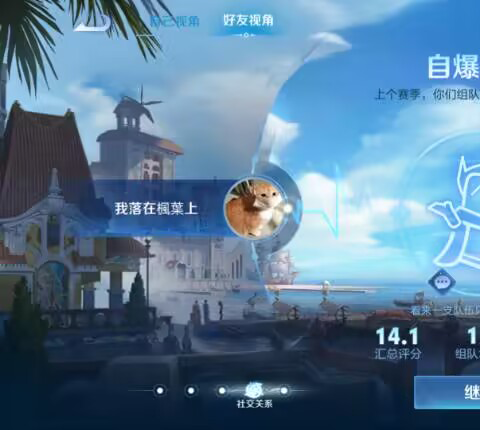 自己视角
好友视角
自爆
上个赛季，你们组队
我落在楓葉上
看来一支队伍
14.1
汇总评分
1
组队
社交关系
继